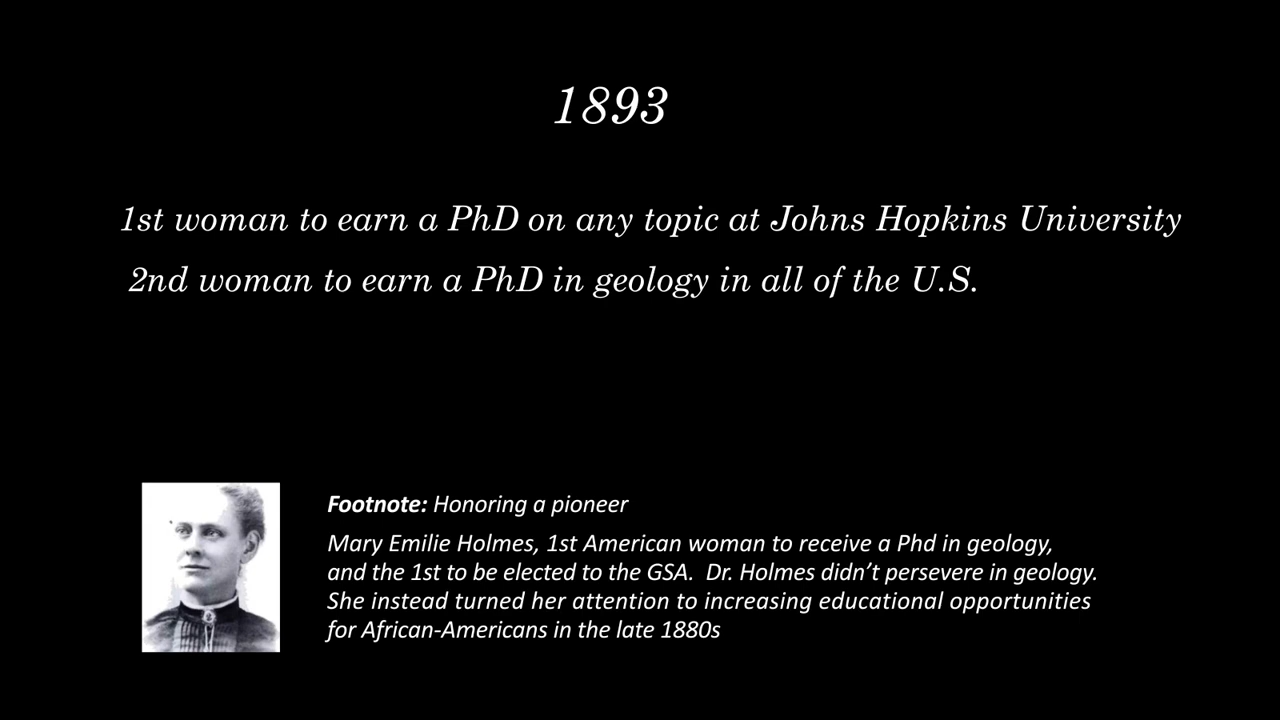 1893
1st woman to earn a PhD on any topic at Johns Hopkins University
2nd woman to earn a PhD in geology in all of the U.S.
Footnote: Honoring a pioneer
Mary Emilie Holmes, 1st American woman to receive a Phd in geology,
and the 1st to be elected to the GSA.  Dr. Holmes didn’t persevere in geology.
She instead turned her attention to increasing educational opportunities
for African-Americans in the late 1880s